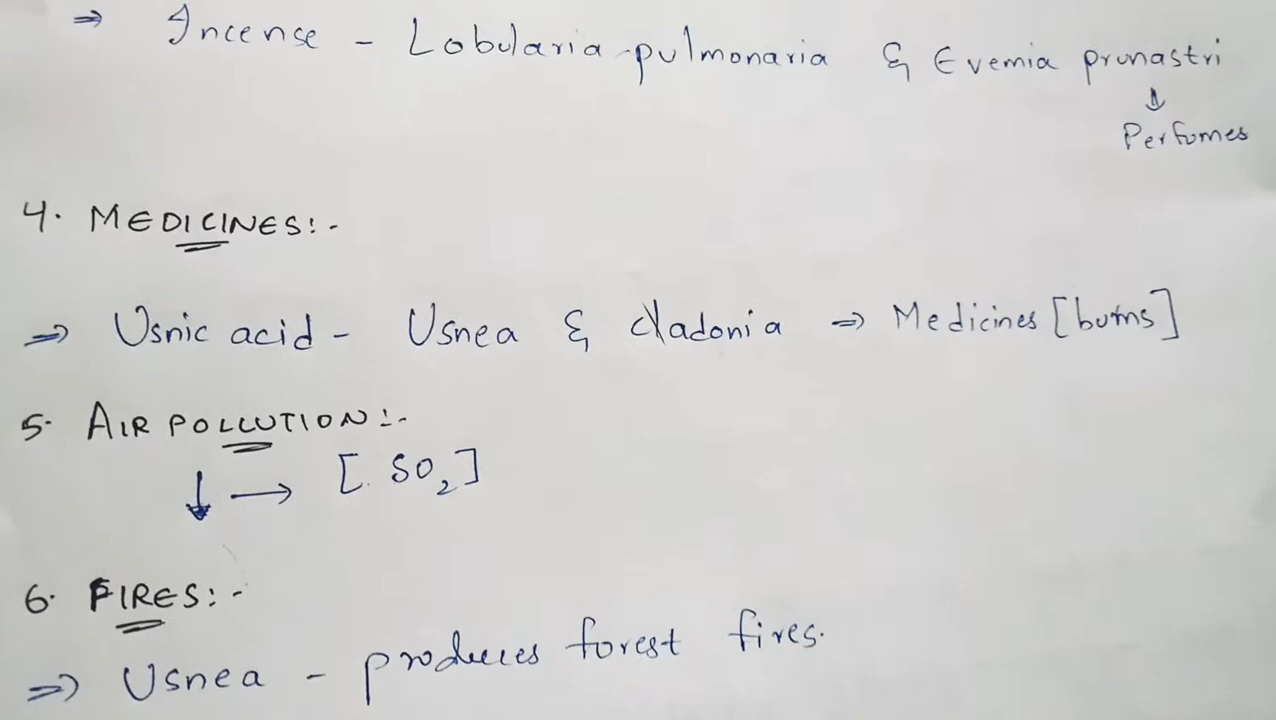 ⇒ Incense - Lobularia pulmonaria & Evemia prunastri
↓
Perfumes
4. MEDICINES:-
⇒ Usnic acid - Usnea & Cladonia ⇒ Medicines [burns]
5. AIR POLLUTION:-
↓ → [SO₂]
6. FIRES:-
⇒ Usnea - produces forest fires.